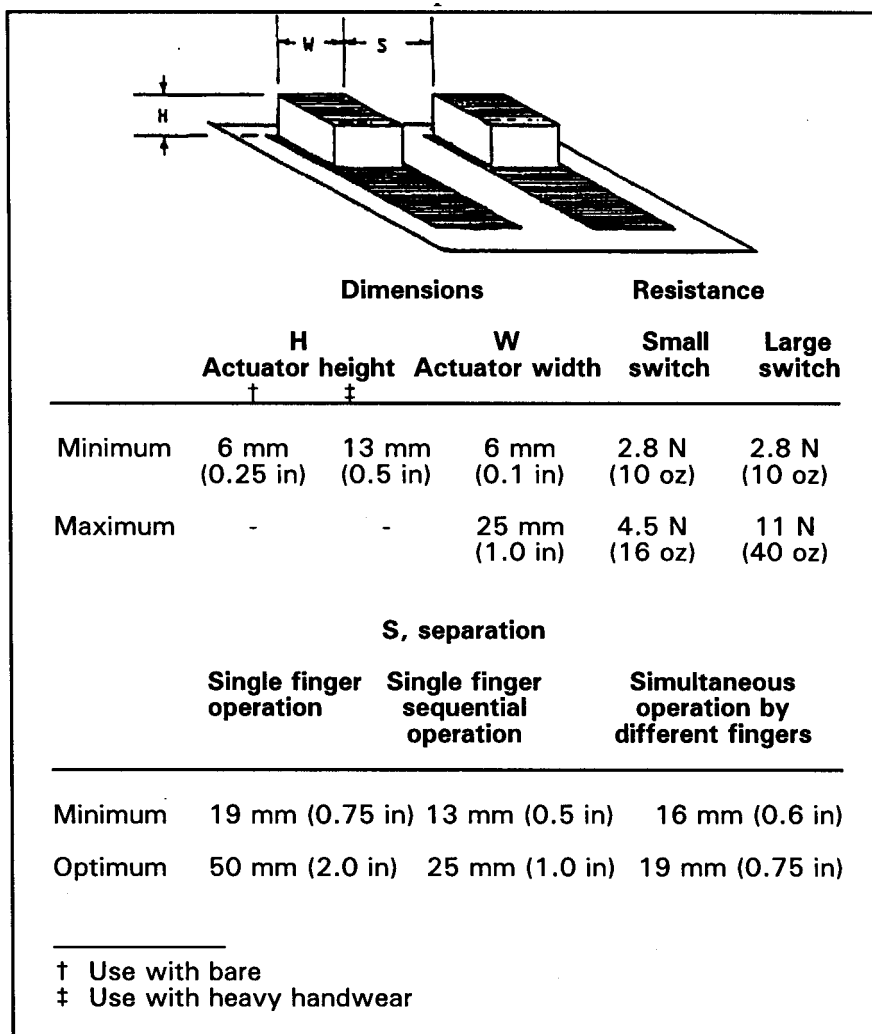 W S
H
Dimensions Resistance
H W Small Large
Actuator height Actuator width switch switch
† ‡
Minimum 6 mm 13 mm 6 mm 2.8 N 2.8 N
(0.25 in) (0.5 in) (0.1 in) (10 oz) (10 oz)
Maximum - - 25 mm 4.5 N 11 N
(1.0 in) (16 oz) (40 oz)
S, separation
Single finger Single finger Simultaneous
operation sequential operation by
operation different fingers
Minimum 19 mm (0.75 in) 13 mm (0.5 in) 16 mm (0.6 in)
Optimum 50 mm (2.0 in) 25 mm (1.0 in) 19 mm (0.75 in)
† Use with bare
‡ Use with heavy handwear